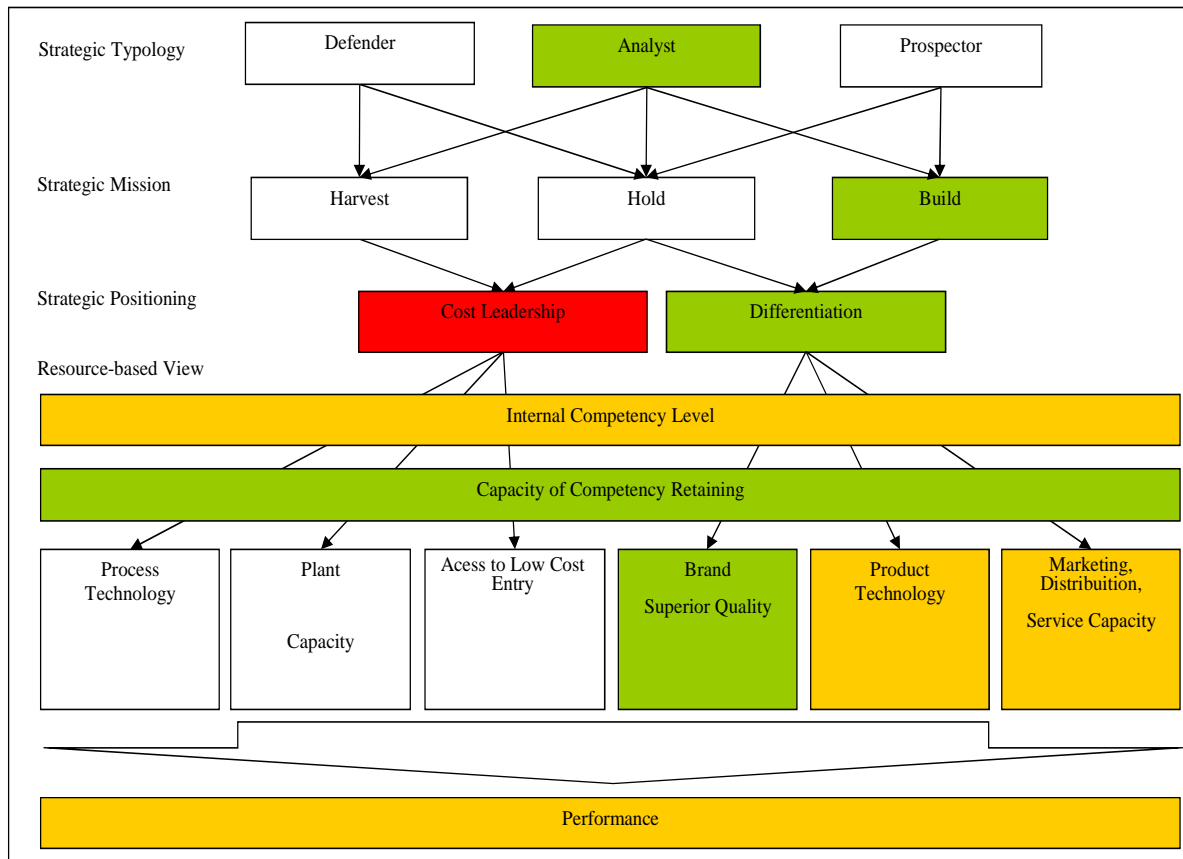 Strategic Typology
Defender
Analyst
Prospector
Strategic Mission
Harvest
Hold
Build
Strategic Positioning
Cost Leadership
Differentiation
Resource-based View
Internal Competency Level
Capacity of Competency Retaining
Process
Technology
Plant
Capacity
Acess to Low Cost
Entry
Brand
Superior Quality
Product
Technology
Marketing,
Distribuition,
Service Capacity
Performance